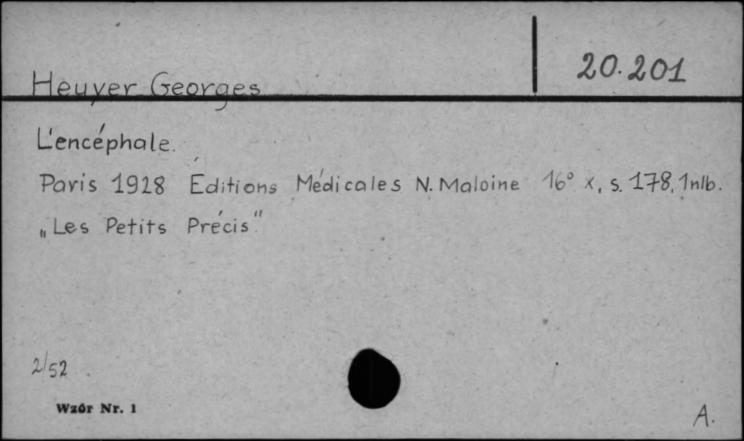 Heuyer Georges
20.201
L'encéphale.
Paris 1928 Editions Médicales N. Maloine 16° x, s. 178, 1nlb.
„Les Petits Précis"
2/52
Wzór Nr. 1
A.